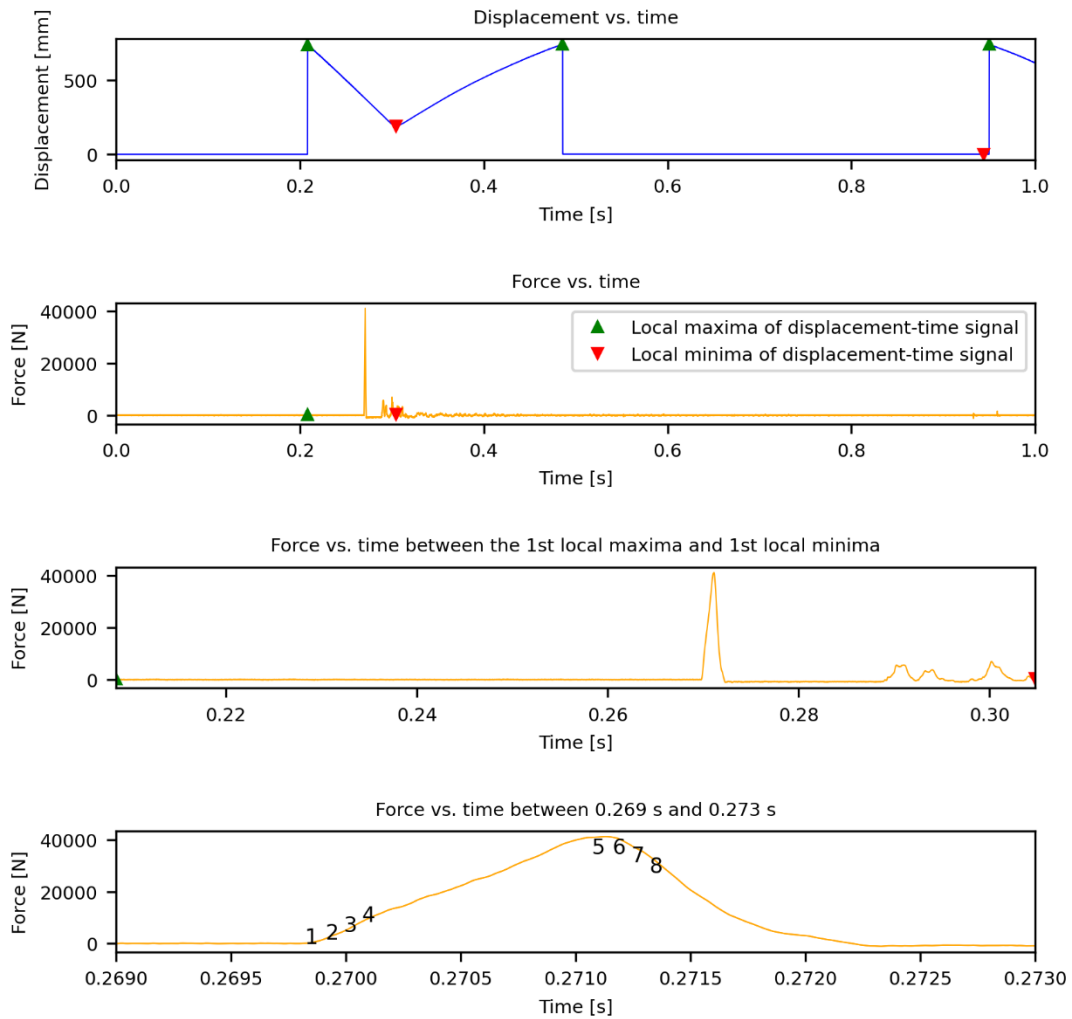 Displacement vs. time
Displacement [mm]
500
0
0.0 0.2 0.4 0.6 0.8 1.0
Time [s]
Force vs. time
Force [N]
40000
20000
0
Local maxima of displacement-time signal
Local minima of displacement-time signal
0.0 0.2 0.4 0.6 0.8 1.0
Time [s]
Force vs. time between the 1st local maxima and 1st local minima
Force [N]
40000
20000
0
0.22 0.24 0.26 0.28 0.30
Time [s]
Force vs. time between 0.269 s and 0.273 s
Force [N]
40000
20000
0
1 2 3 4 5 6 7 8
0.2690 0.2695 0.2700 0.2705 0.2710 0.2715 0.2720 0.2725 0.2730
Time [s]